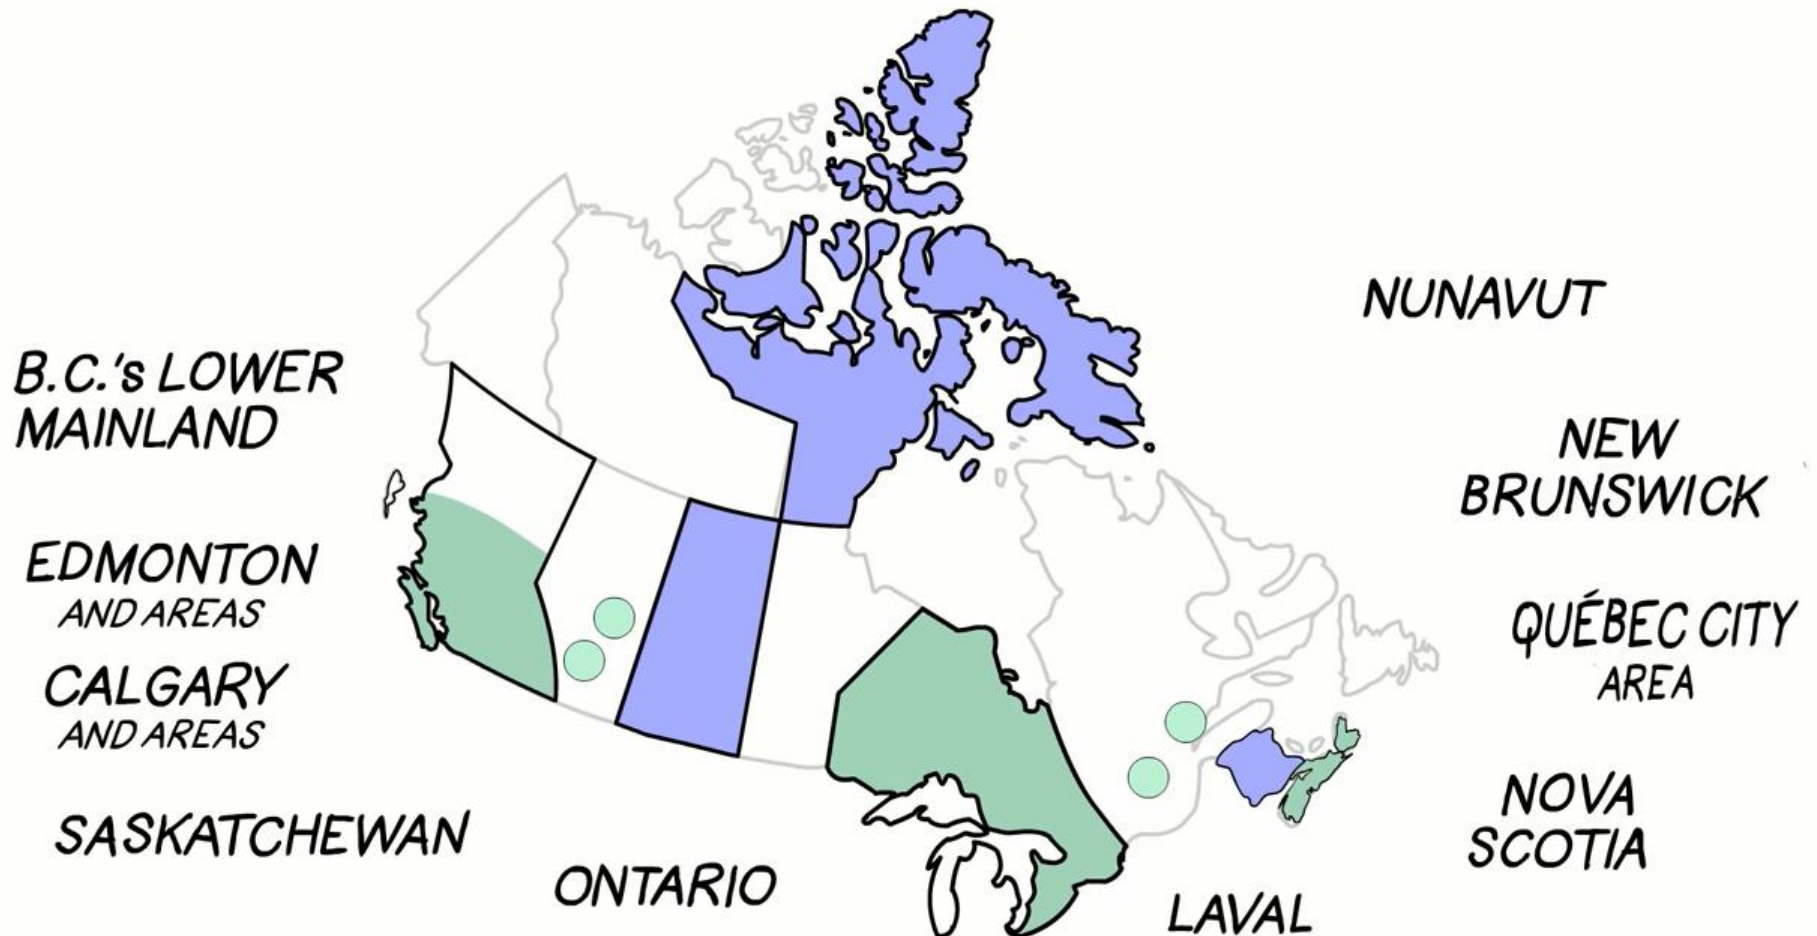 B.C.'s LOWER
MAINLAND
EDMONTON
AND AREAS
CALGARY
AND AREAS
SASKATCHEWAN
ONTARIO
NUNAVUT
NEW
BRUNSWICK
QUÉBEC CITY
AREA
NOVA
SCOTIA
LAVAL